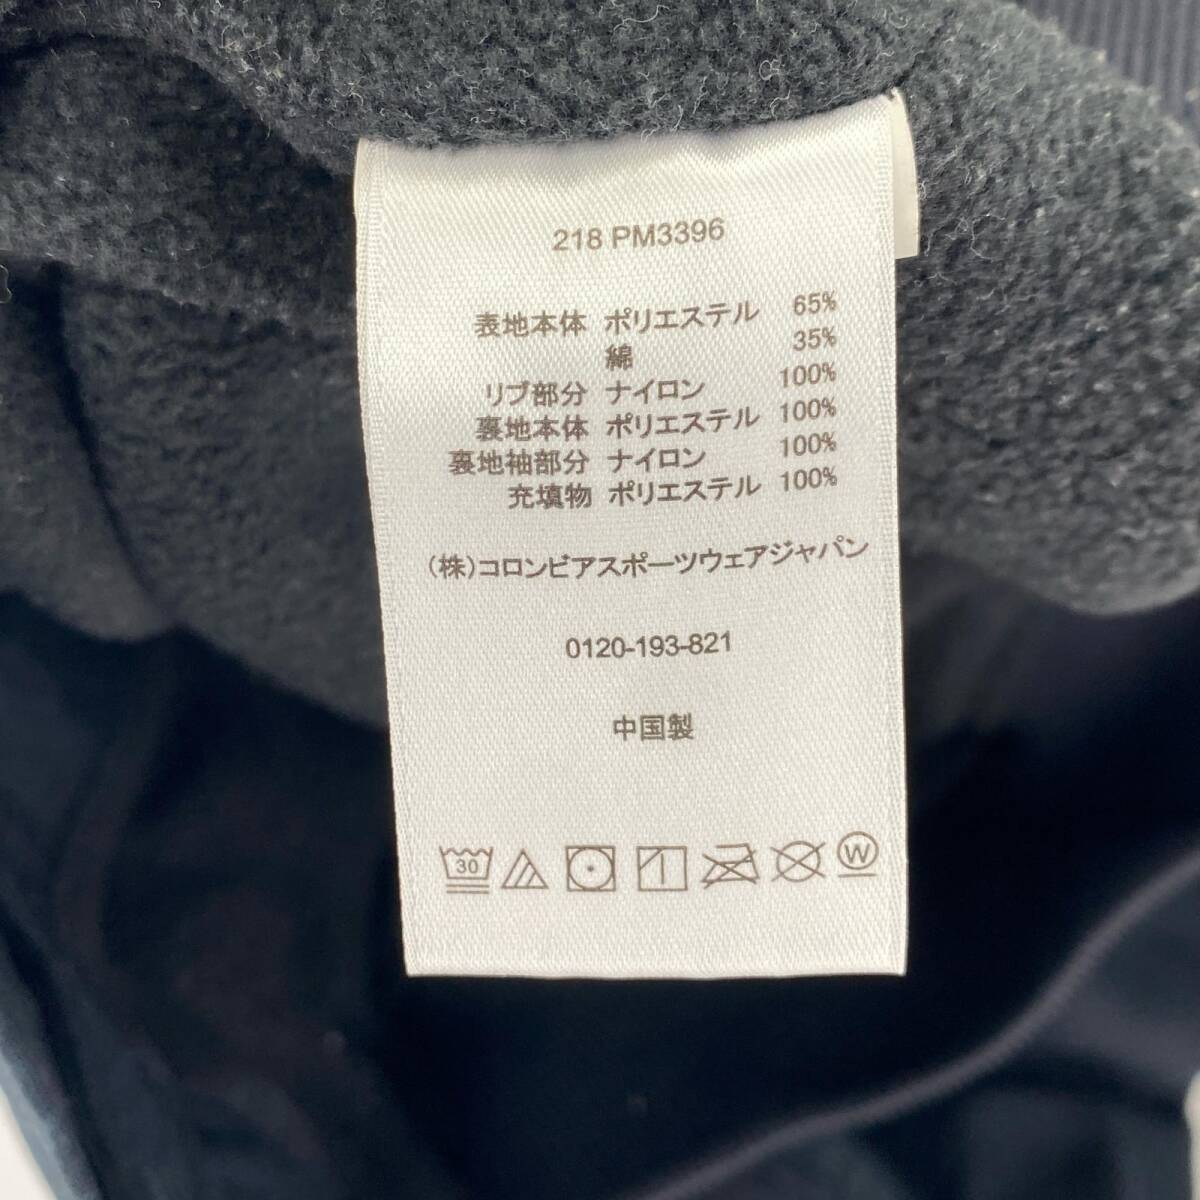 218 PM3396
表地本体 ポリエステル 65%
綿 35%
リブ部分 ナイロン 100%
裏地本体 ポリエステル 100%
裏地袖部分 ナイロン 100%
充填物 ポリエステル 100%
(株)コロンビアスポーツウェアジャパン
0120-193-821
中国製
30 W